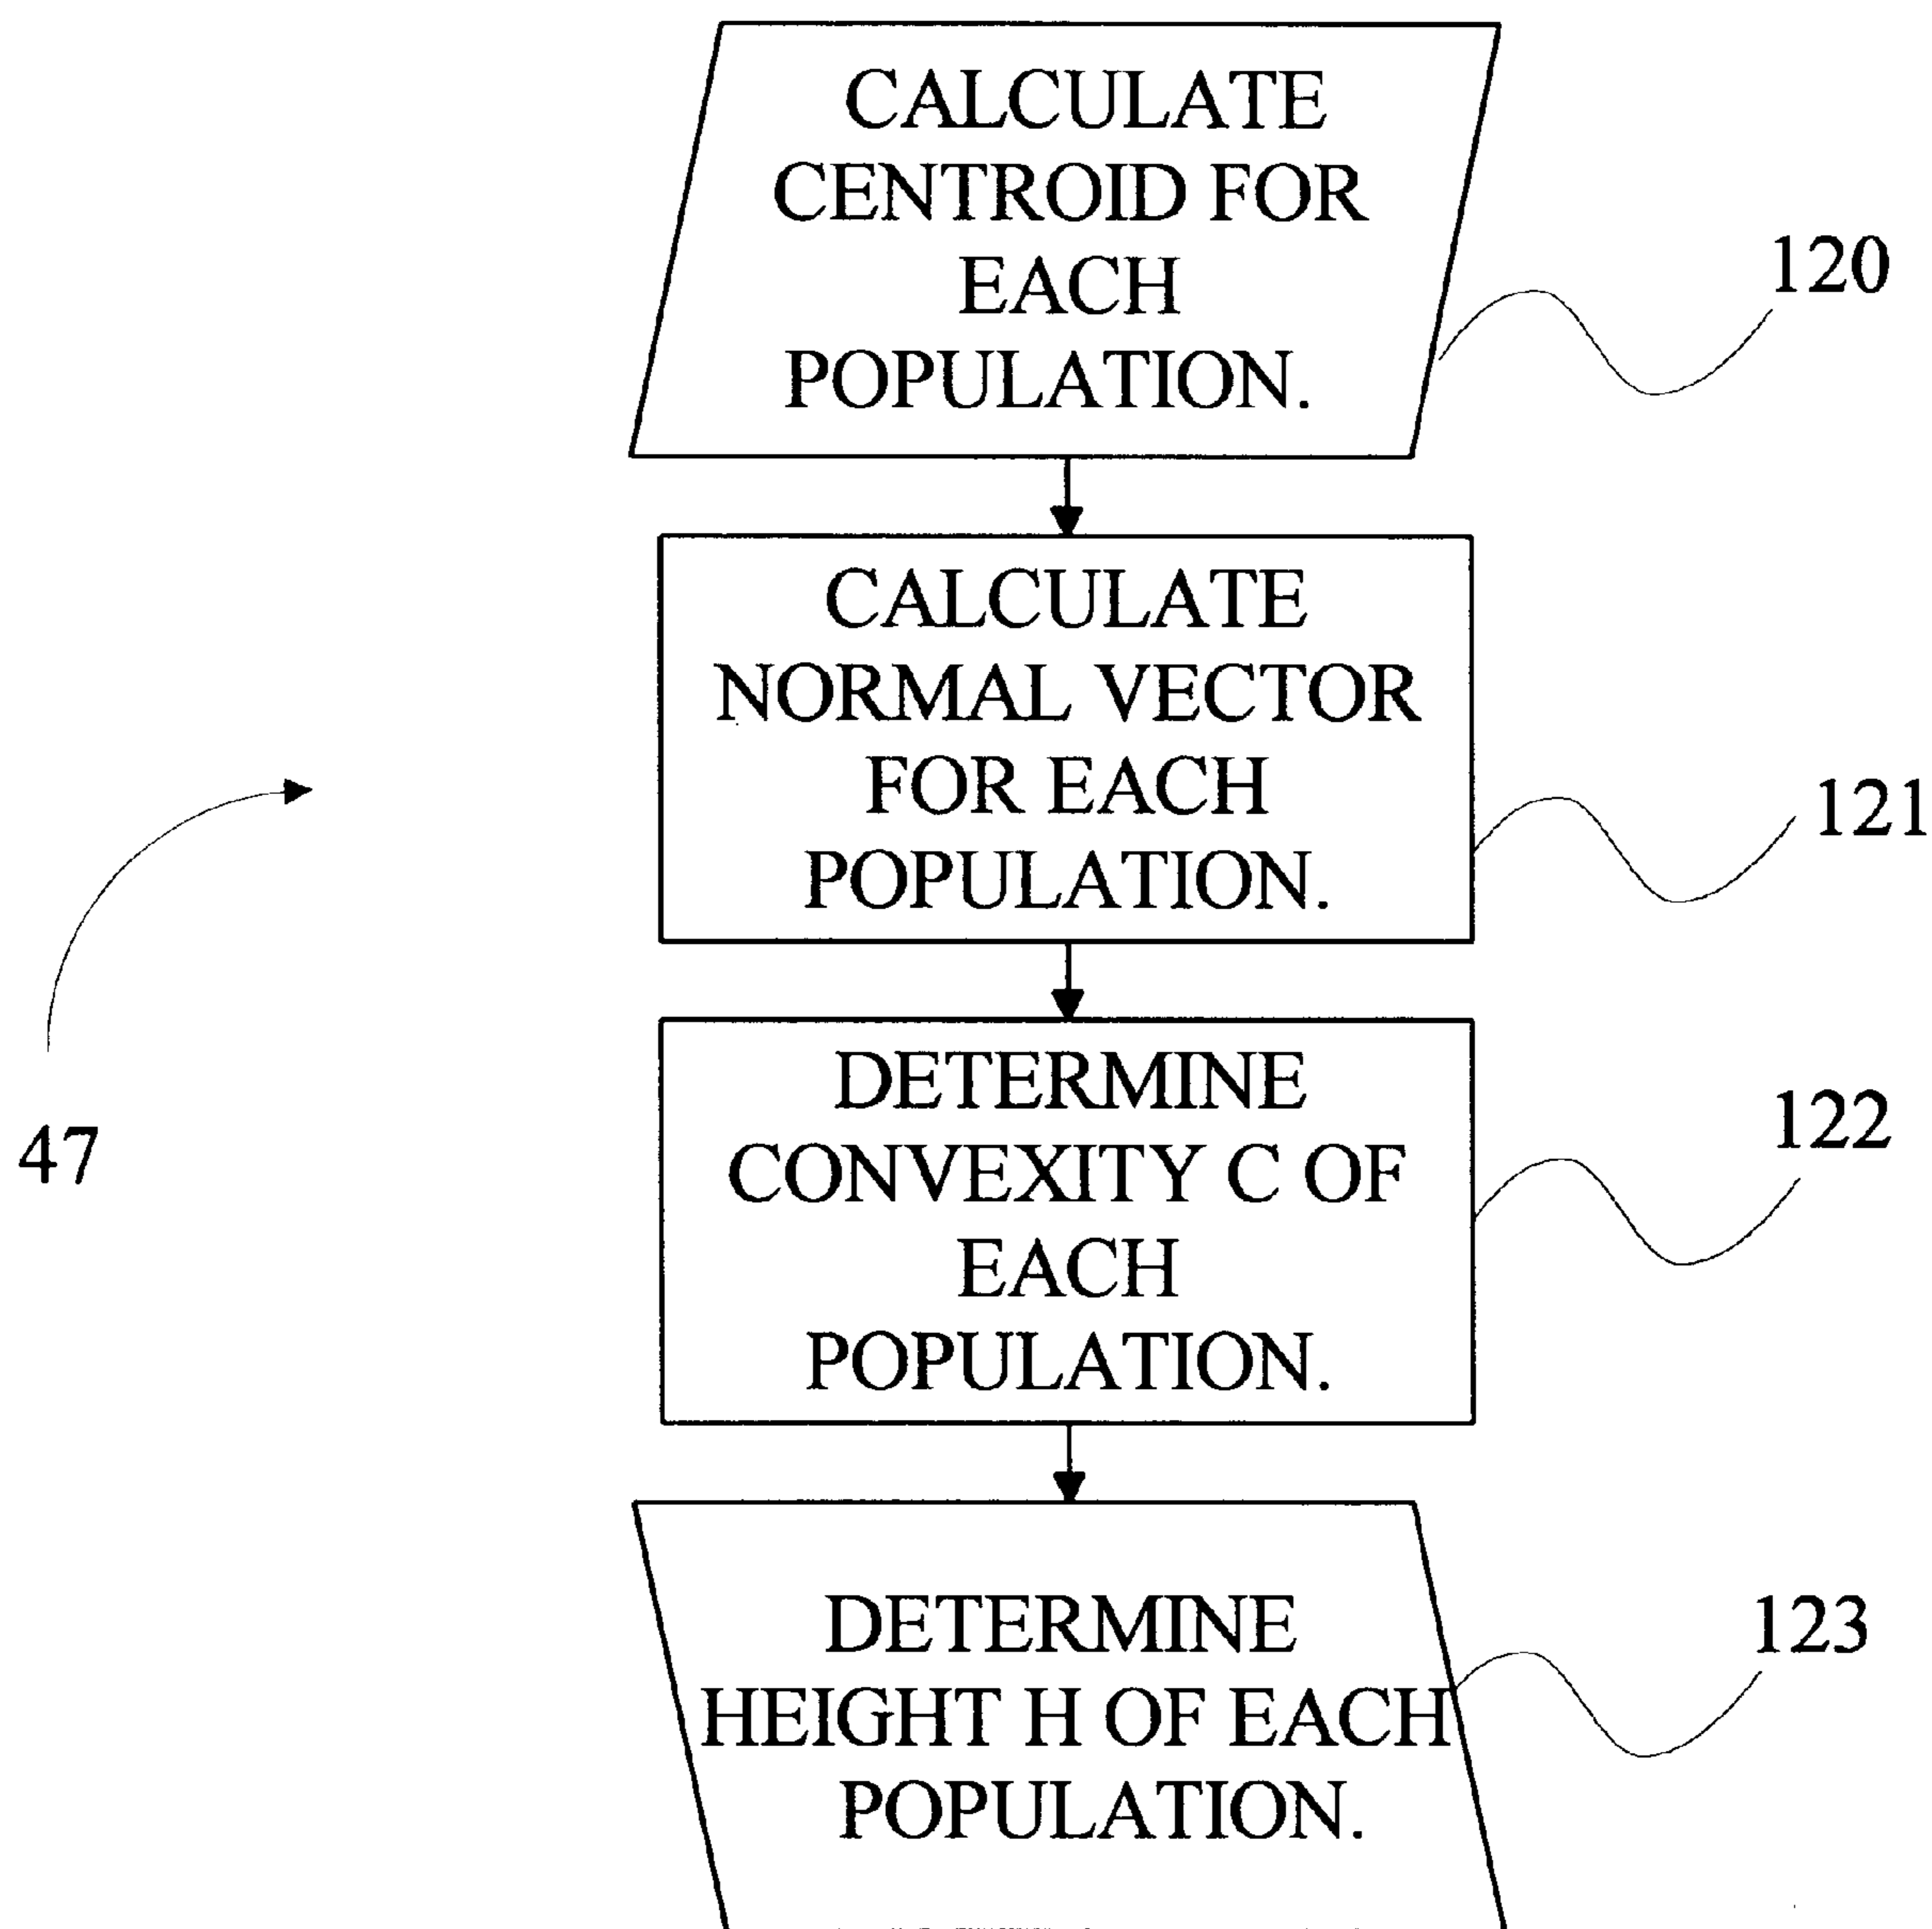 CALCULATE
CENTROID FOR
EACH
POPULATION.
120
CALCULATE
NORMAL VECTOR
FOR EACH
POPULATION.
121
47
DETERMINE
CONVEXITY C OF
EACH
POPULATION.
122
DETERMINE
HEIGHT H OF EACH
POPULATION.
123